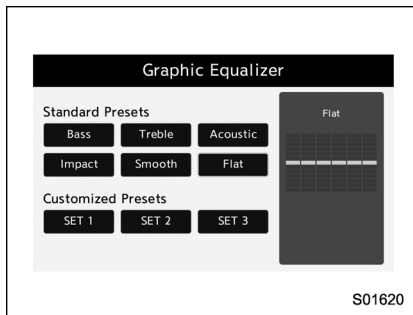 Graphic Equalizer
Standard Presets
Bass Treble Acoustic
Impact Smooth Flat
Customized Presets
SET 1 SET 2 SET 3
Flat
S01620